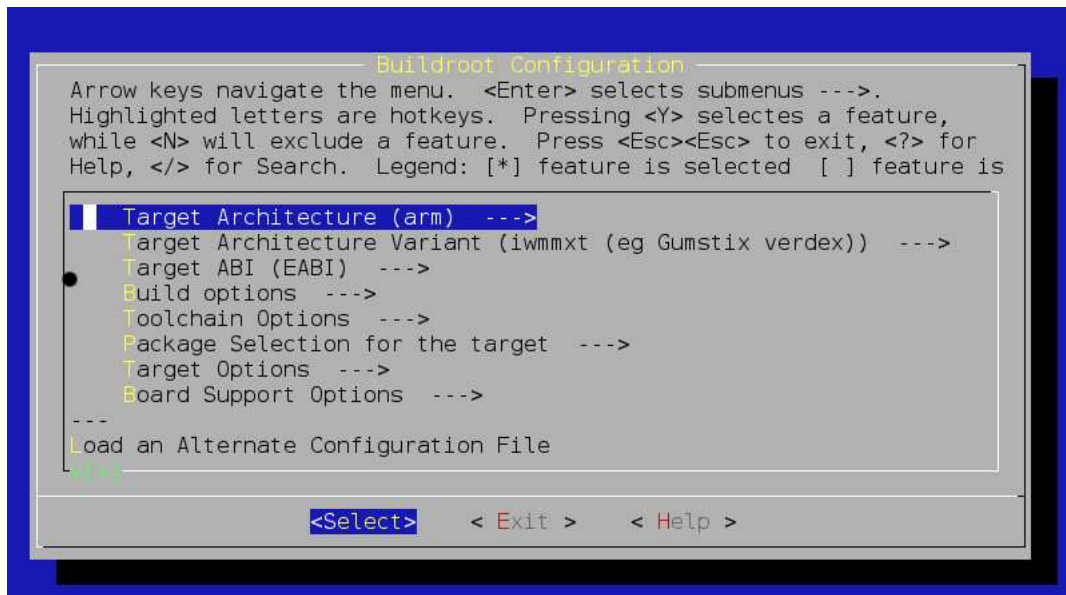 Buildroot Configuration
Arrow keys navigate the menu.  <Enter> selects submenus --->.
Highlighted letters are hotkeys.  Pressing <Y> selectes a feature,
while <N> will exclude a feature.  Press <Esc><Esc> to exit, <?> for
Help, </> for Search.  Legend: [*] feature is selected  [ ] feature is
Target Architecture (arm)  --->
Target Architecture Variant (iwmmxt (eg Gumstix verdex))  --->
Target ABI (EABI)  --->
Build options  --->
Toolchain Options  --->
Package Selection for the target  --->
Target Options  --->
Board Support Options  --->
---
Load an Alternate Configuration File
<Select>    < Exit >    < Help >